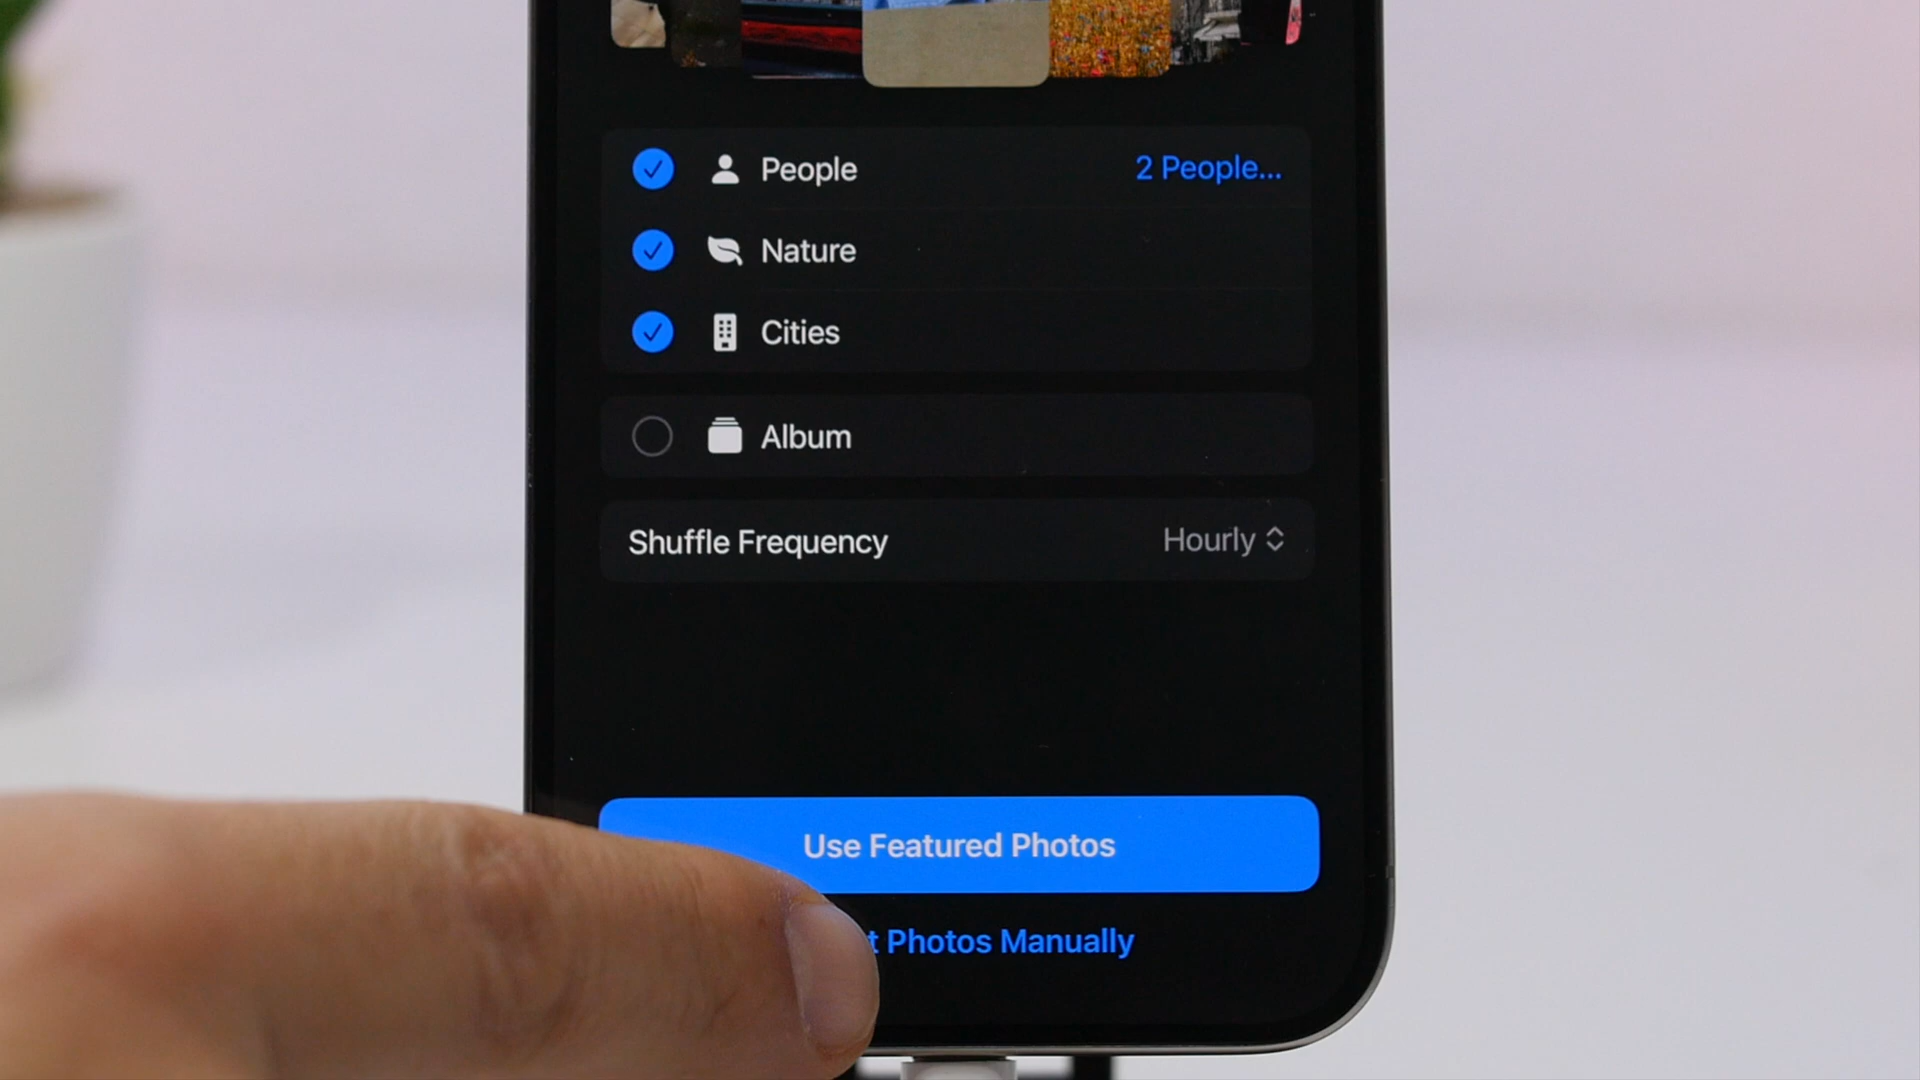 People
2 People...
Nature
Cities
Album
Shuffle Frequency
Hourly
Use Featured Photos
t Photos Manually